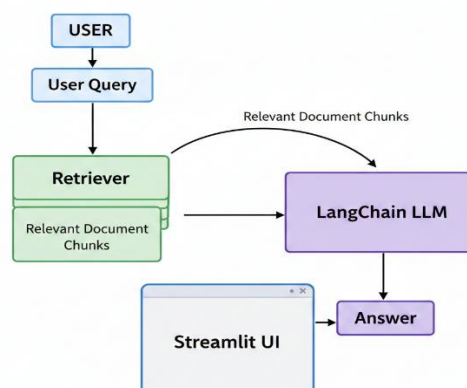 USER
User Query
Relevant Document Chunks
Retriever
LangChain LLM
Relevant Document
Chunks
Streamlit UI
Answer